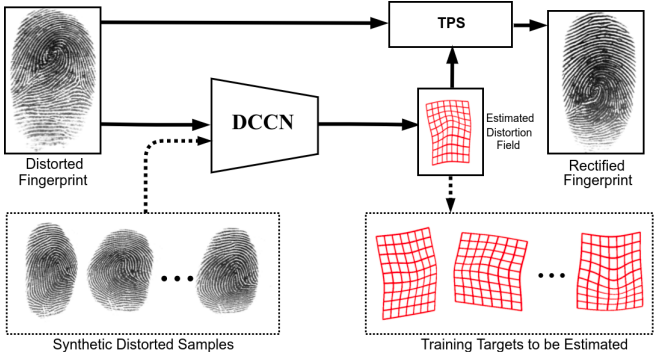 TPS
DCCN
Estimated
Distortion
Field
Distorted
Fingerprint
Rectified
Fingerprint
Synthetic Distorted Samples
Training Targets to be Estimated